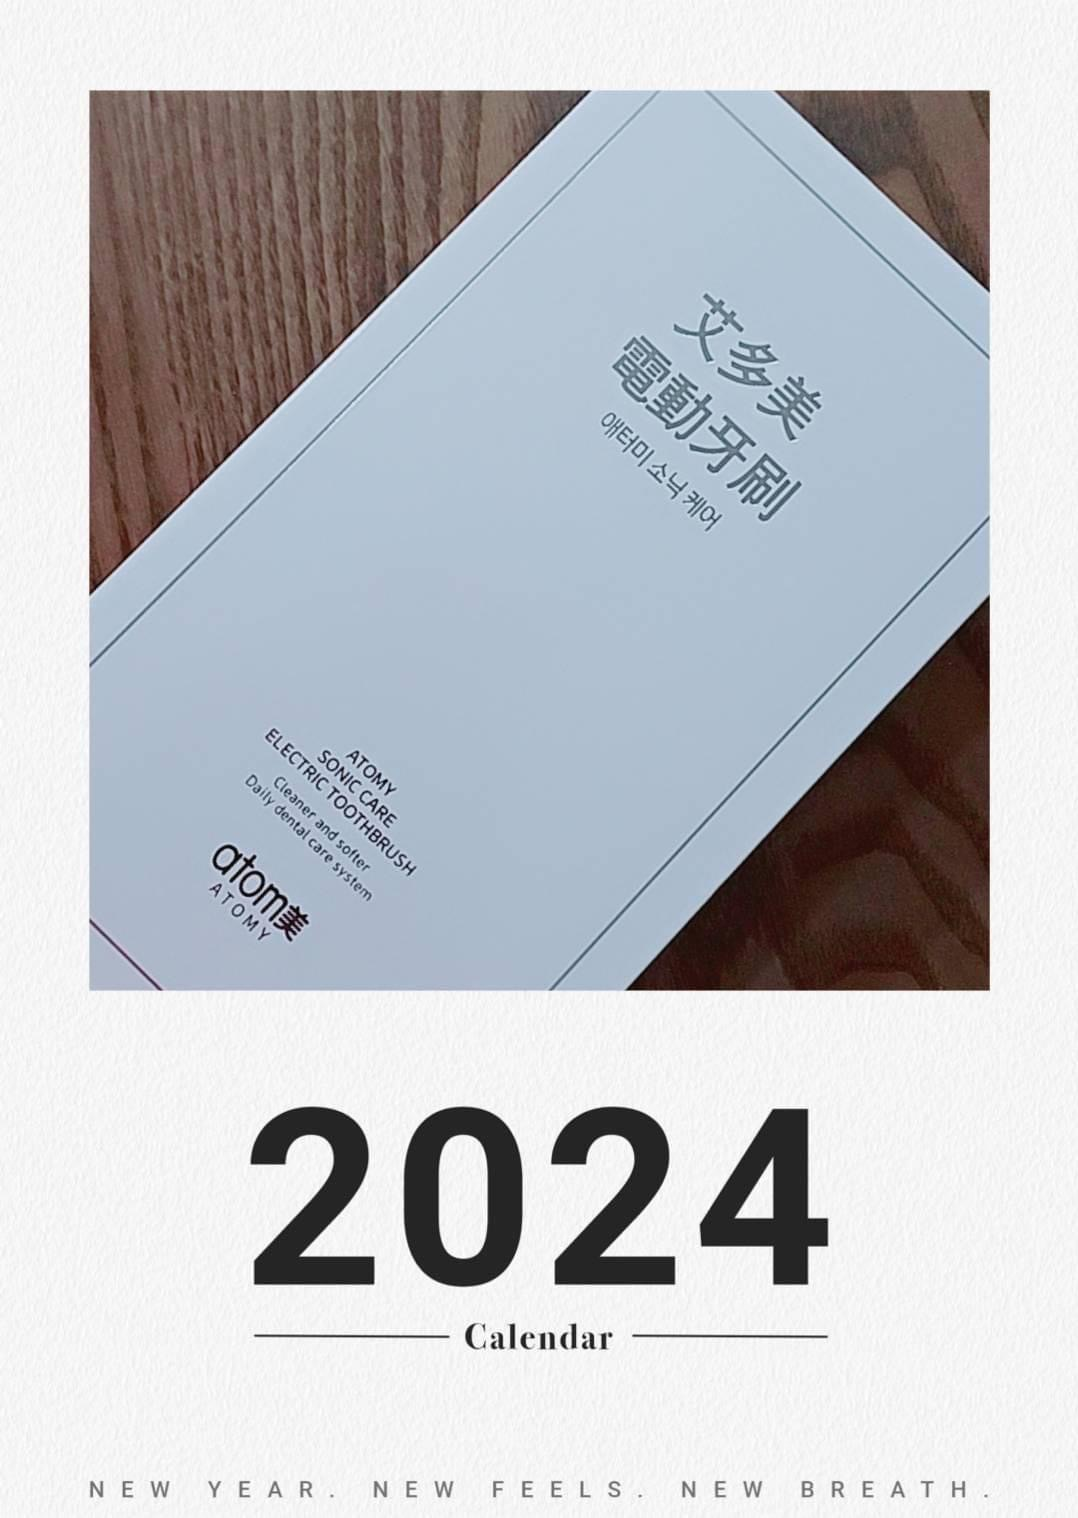 艾多美
電動牙刷
애터미 소닉 케어
ATOMY
SONIC CARE
ELECTRIC TOOTHBRUSH
Cleaner and softer
Daily dental care system
atom美
ATOMY
2024
Calendar
NEW YEAR. NEW FEELS. NEW BREATH.